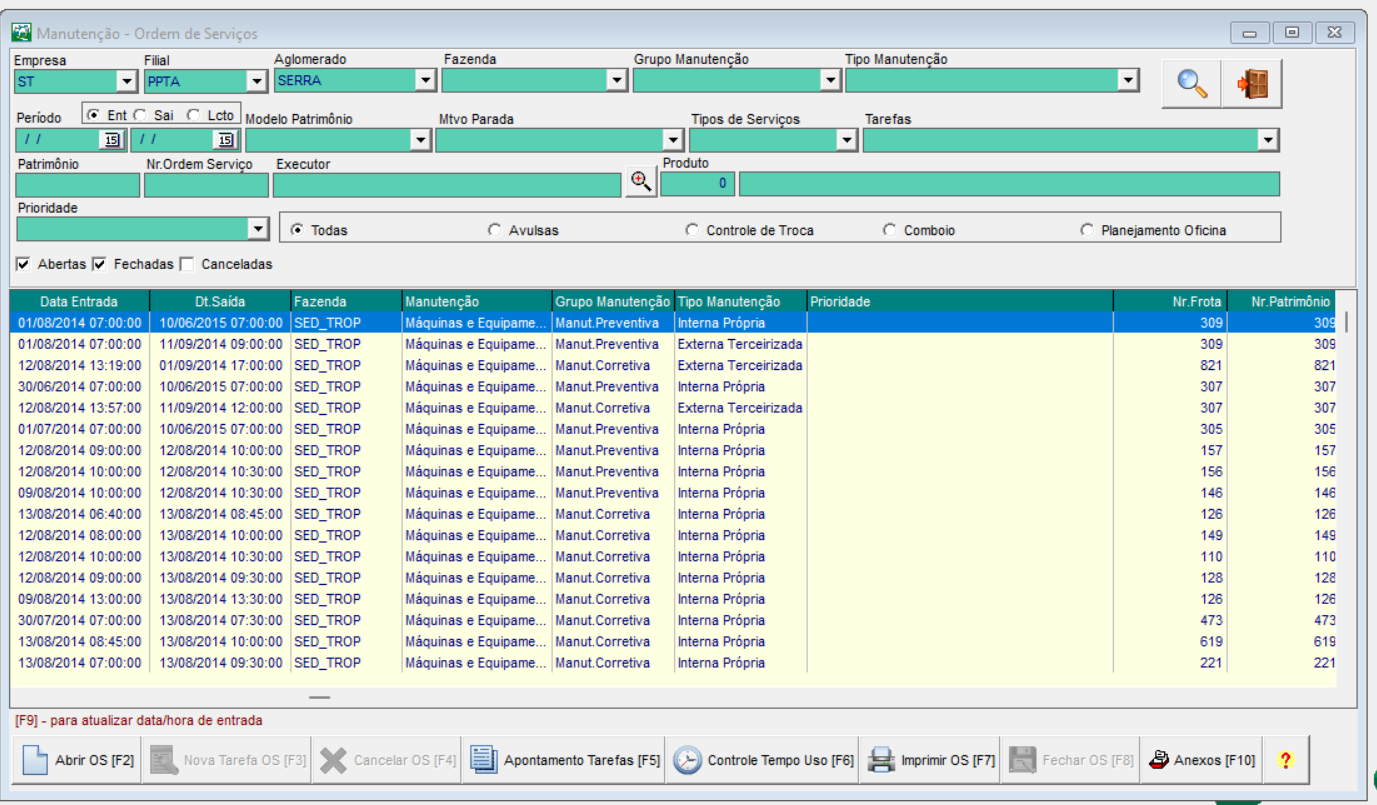 Manutenção - Ordem de Serviços
Empresa Filial Aglomerado Fazenda Grupo Manutenção Tipo Manutenção
ST PPTA SERRA
Período Ent Sai Lcto Modelo Patrimônio Mtvo Parada Tipos de Serviços Tarefas
/ / 15 / / 15
Patrimônio Nr.Ordem Serviço Executor Produto
0
Prioridade
Todas Avulsas Controle de Troca Comboio Planejamento Oficina
Abertas Fechadas Canceladas
Data Entrada Dt.Saída Fazenda Manutenção Grupo Manutenção Tipo Manutenção Prioridade Nr.Frota Nr.Patrimônio
01/08/2014 07:00:00 10/06/2015 07:00:00 SED_TROP Máquinas e Equipame... Manut.Preventiva Interna Própria 309 309
01/08/2014 07:00:00 11/09/2014 09:00:00 SED_TROP Máquinas e Equipame... Manut.Preventiva Externa Terceirizada 309 309
12/08/2014 13:19:00 01/09/2014 17:00:00 SED_TROP Máquinas e Equipame... Manut.Corretiva Externa Terceirizada 821 821
30/06/2014 07:00:00 10/06/2015 07:00:00 SED_TROP Máquinas e Equipame... Manut.Preventiva Interna Própria 307 307
12/08/2014 13:57:00 11/09/2014 12:00:00 SED_TROP Máquinas e Equipame... Manut.Corretiva Externa Terceirizada 307 307
01/07/2014 07:00:00 10/06/2015 07:00:00 SED_TROP Máquinas e Equipame... Manut.Preventiva Interna Própria 305 305
12/08/2014 09:00:00 12/08/2014 10:00:00 SED_TROP Máquinas e Equipame... Manut.Preventiva Interna Própria 157 157
12/08/2014 10:00:00 12/08/2014 10:30:00 SED_TROP Máquinas e Equipame... Manut.Preventiva Interna Própria 156 156
09/08/2014 10:00:00 12/08/2014 10:30:00 SED_TROP Máquinas e Equipame... Manut.Preventiva Interna Própria 146 146
13/08/2014 06:40:00 13/08/2014 08:45:00 SED_TROP Máquinas e Equipame... Manut.Corretiva Interna Própria 126 126
12/08/2014 08:00:00 13/08/2014 10:00:00 SED_TROP Máquinas e Equipame... Manut.Corretiva Interna Própria 149 149
12/08/2014 10:00:00 13/08/2014 10:30:00 SED_TROP Máquinas e Equipame... Manut.Corretiva Interna Própria 110 110
12/08/2014 09:00:00 13/08/2014 09:30:00 SED_TROP Máquinas e Equipame... Manut.Corretiva Interna Própria 128 128
09/08/2014 13:00:00 13/08/2014 13:30:00 SED_TROP Máquinas e Equipame... Manut.Corretiva Interna Própria 126 126
30/07/2014 07:00:00 13/08/2014 07:30:00 SED_TROP Máquinas e Equipame... Manut.Corretiva Interna Própria 473 473
13/08/2014 08:45:00 13/08/2014 10:00:00 SED_TROP Máquinas e Equipame... Manut.Corretiva Interna Própria 619 619
13/08/2014 07:00:00 13/08/2014 09:30:00 SED_TROP Máquinas e Equipame... Manut.Corretiva Interna Própria 221 221
[F9] - para atualizar data/hora de entrada
Abrir OS [F2] Nova Tarefa OS [F3] Cancelar OS [F4] Apontamento Tarefas [F5] Controle Tempo Uso [F6] Imprimir OS [F7] Fechar OS [F8] Anexos [F10] ?